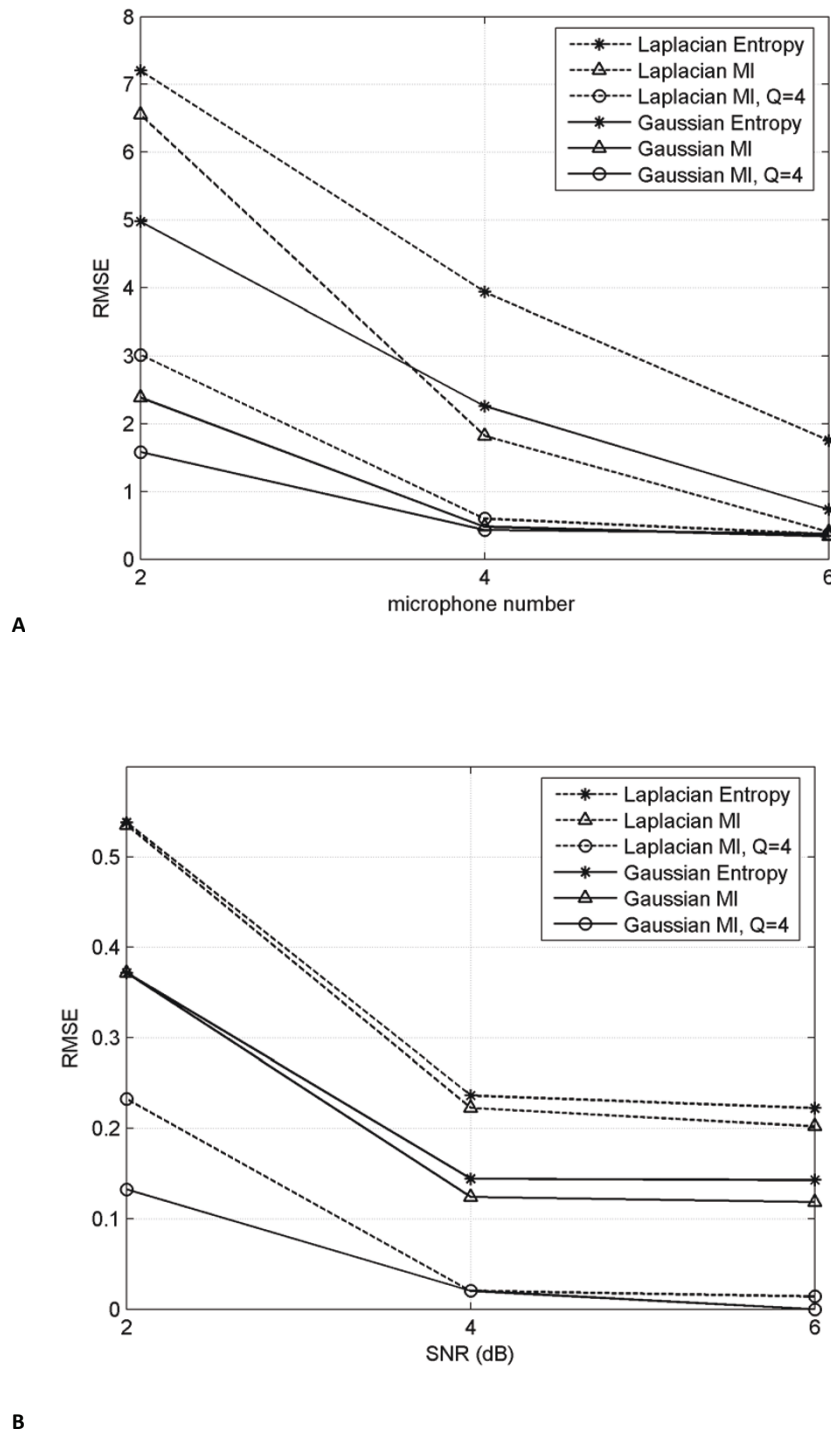 8
7
6
5
4
3
2
1
0
RMSE
Laplacian Entropy
Laplacian MI
Laplacian MI, Q=4
Gaussian Entropy
Gaussian MI
Gaussian MI, Q=4
2 4 6
microphone number
A
0.5
0.4
0.3
0.2
0.1
0
RMSE
Laplacian Entropy
Laplacian MI
Laplacian MI, Q=4
Gaussian Entropy
Gaussian MI
Gaussian MI, Q=4
2 4 6
SNR (dB)
B